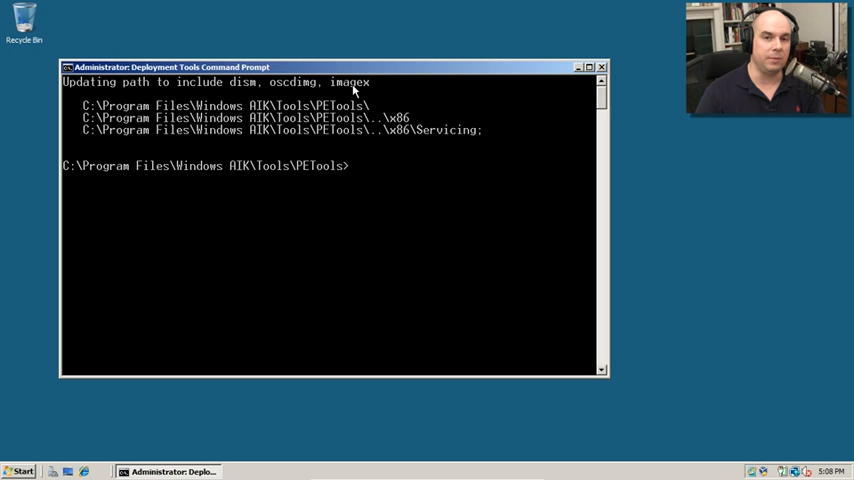 Recycle Bin
Administrator: Deployment Tools Command Prompt
Updating path to include dism, oscdimg, imagex
C:\Program Files\Windows AIK\Tools\PETools\
C:\Program Files\Windows AIK\Tools\PETools\..\x86
C:\Program Files\Windows AIK\Tools\PETools\..\x86\Servicing;
C:\Program Files\Windows AIK\Tools\PETools>
Start
Administrator: Deplo...
5:08 PM